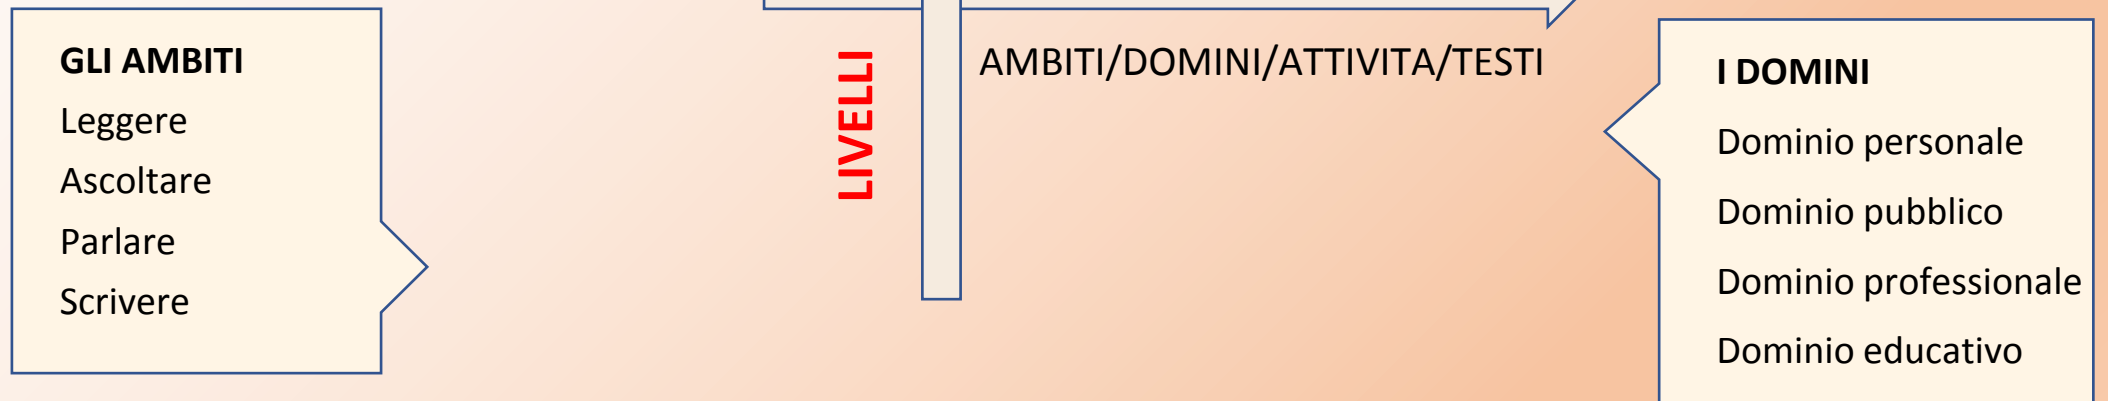 GLI AMBITI
Leggere
Ascoltare
Parlare
Scrivere
LIVELLI
AMBITI/DOMINI/ATTIVITA/TESTI
I DOMINI
Dominio personale
Dominio pubblico
Dominio professionale
Dominio educativo